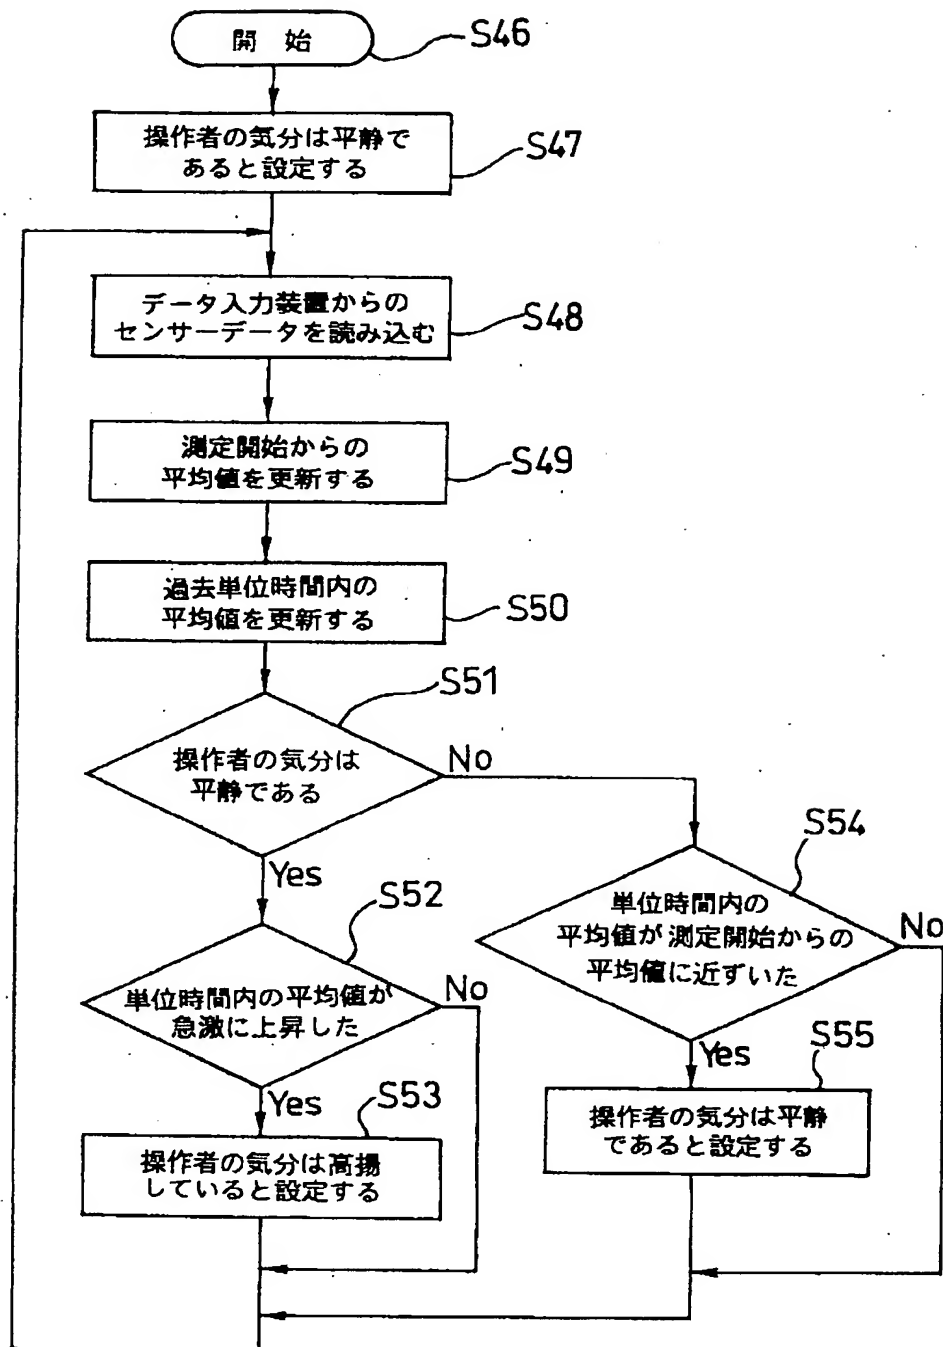 開始
S46
操作者の気分は平静で
あると設定する
S47
データ入力装置からの
センサーデータを読み込む
S48
測定開始からの
平均値を更新する
S49
過去単位時間内の
平均値を更新する
S50
S51
操作者の気分は
平静である
No
Yes
S52
単位時間内の平均値が
急激に上昇した
No
Yes
S53
操作者の気分は高揚
していると設定する
S54
単位時間内の
平均値が測定開始からの
平均値に近ずいた
No
Yes
S55
操作者の気分は平静
であると設定する